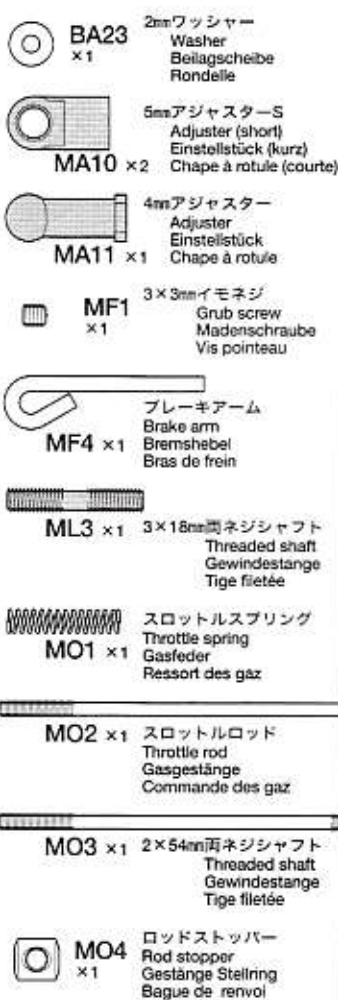 BA23
×1
2mmワッシャー
Washer
Beilagscheibe
Rondelle
MA10 ×2
5mmアジャスターS
Adjuster (short)
Einstellstück (kurz)
Chape à rotule (courte)
MA11 ×1
4mmアジャスター
Adjuster
Einstellstück
Chape à rotule
MF1
×1
3×3mmイモネジ
Grub screw
Madenschraube
Vis pointeau
MF4 ×1
ブレーキアーム
Brake arm
Bremshebel
Bras de frein
ML3 ×1
3×18mm両ネジシャフト
Threaded shaft
Gewindestange
Tige filetée
MO1 ×1
スロットルスプリング
Throttle spring
Gasfeder
Ressort des gaz
MO2 ×1
スロットルロッド
Throttle rod
Gasgestänge
Commande des gaz
MO3 ×1
2×54mm両ネジシャフト
Threaded shaft
Gewindestange
Tige filetée
MO4
×1
ロッドストッパー
Rod stopper
Gestänge Stellring
Bague de renvoi